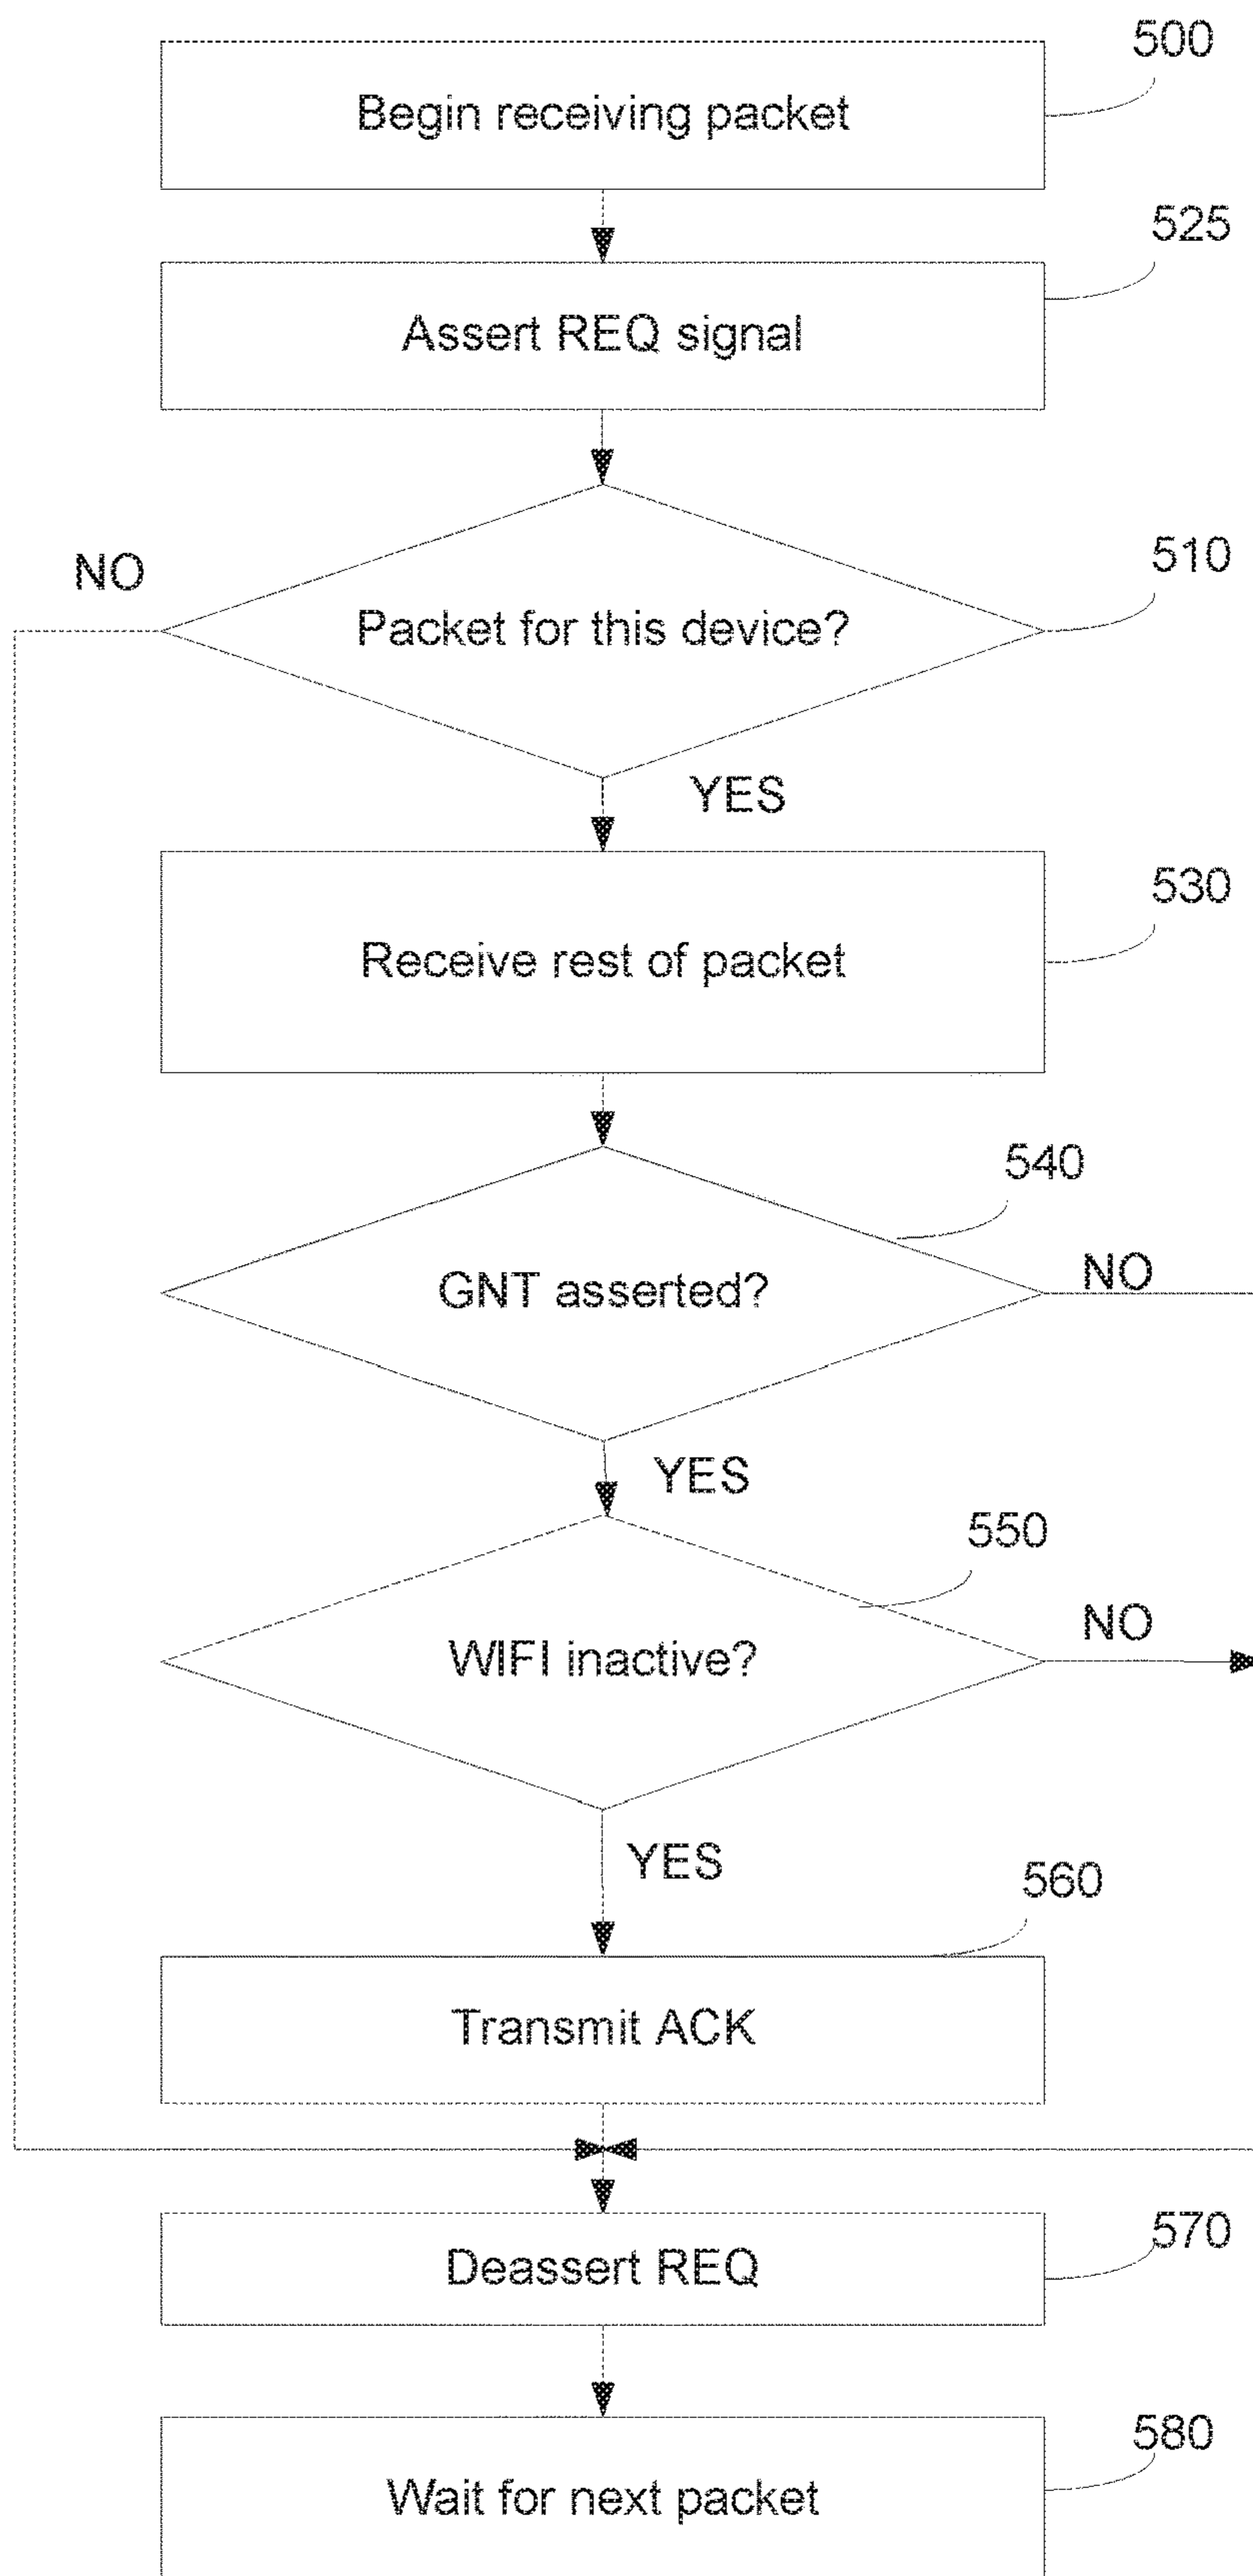 500
Begin receiving packet
525
Assert REQ signal
510
NO
Packet for this device?
YES
530
Receive rest of packet
540
GNT asserted?
NO
YES
550
WIFI inactive?
NO
YES
560
Transmit ACK
570
Deassert REQ
580
Wait for next packet